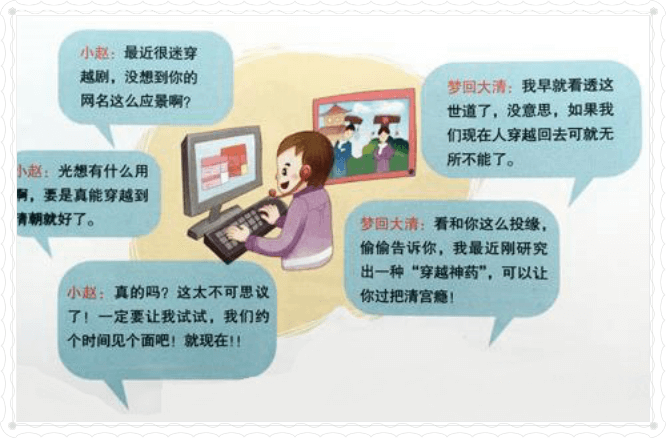 小赵：最近很迷穿
越剧，没想到你的
网名这么应景啊？
梦回大清：我早就看透这
世道了，没意思，如果我
们现在人穿越回去可就无
所不能了。
小赵：光想有什么用
啊，要是真能穿越到
清朝就好了。
梦回大清：看和你这么投缘，
偷偷告诉你，我最近刚研究
出一种“穿越神药”，可以让
你过把清宫瘾！
小赵：真的吗？这太不可思议
了！一定要让我试试，我们约
个时间见个面吧！就现在！！